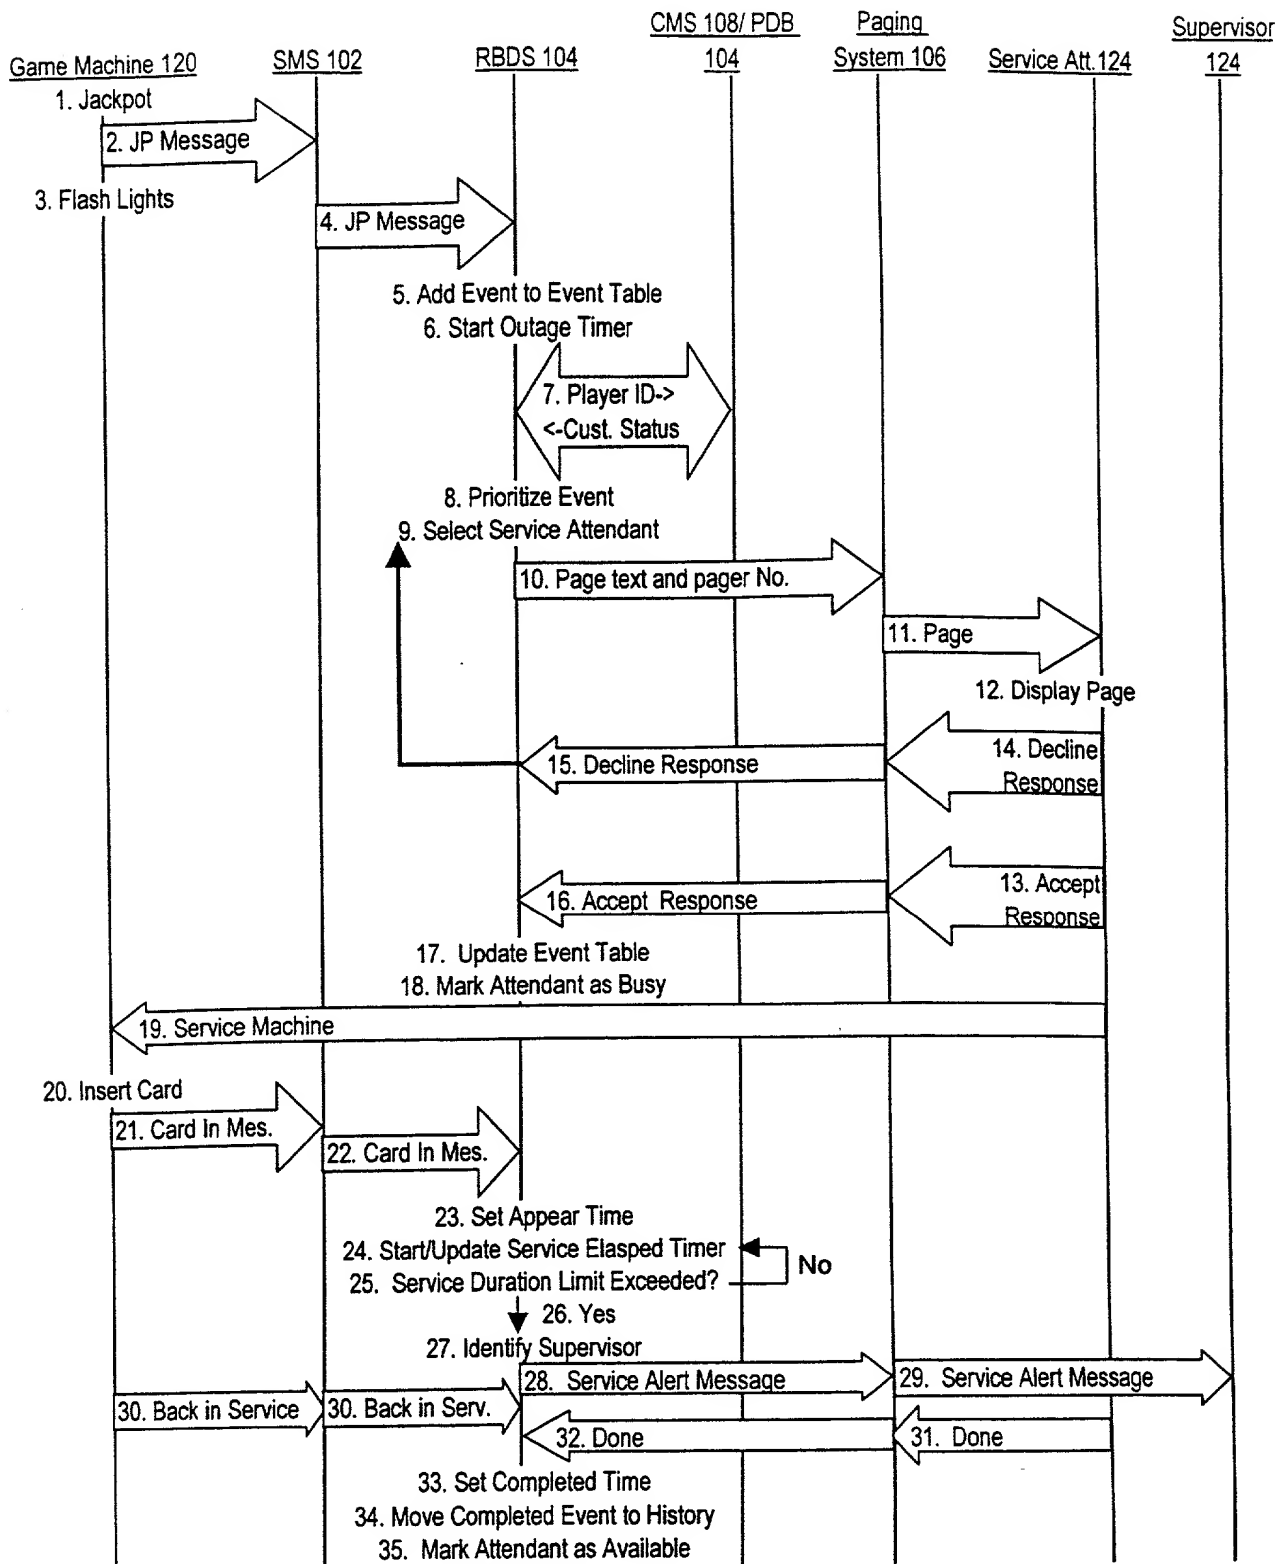 CMS 108/ PDB
Paging
Supervisor
Game Machine 120
SMS 102
RBDS 104
104
System 106
Service Att.124
124
1. Jackpot
2. JP Message
3. Flash Lights
4. JP Message
5. Add Event to Event Table
6. Start Outage Timer
7. Player ID->
<-Cust. Status
8. Prioritize Event
9. Select Service Attendant
10. Page text and pager No.
11. Page
12. Display Page
15. Decline Response
14. Decline
Response
16. Accept Response
13. Accept
Response
17. Update Event Table
18. Mark Attendant as Busy
19. Service Machine
20. Insert Card
21. Card In Mes.
22. Card In Mes.
23. Set Appear Time
24. Start/Update Service Elasped Timer
25. Service Duration Limit Exceeded?
No
26. Yes
27. Identify Supervisor
28. Service Alert Message
29. Service Alert Message
30. Back in Service
30. Back in Serv.
32. Done
31. Done
33. Set Completed Time
34. Move Completed Event to History
35. Mark Attendant as Available